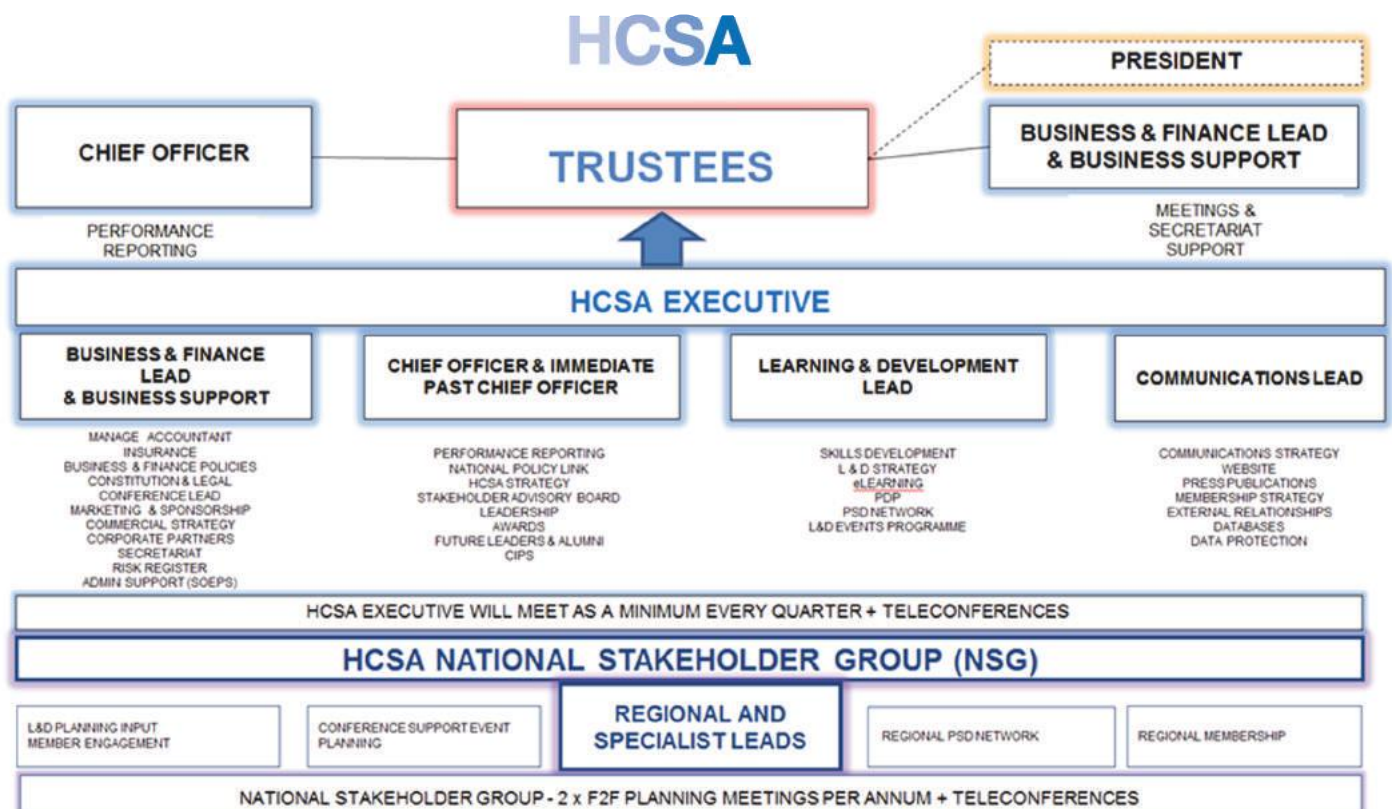 HCSA
PRESIDENT
CHIEF OFFICER
TRUSTEES
BUSINESS & FINANCE LEAD
& BUSINESS SUPPORT
PERFORMANCE
REPORTING
MEETINGS &
SECRETARIAT
SUPPORT
HCSA EXECUTIVE
BUSINESS & FINANCE
LEAD
& BUSINESS SUPPORT
CHIEF OFFICER & IMMEDIATE
PAST CHIEF OFFICER
LEARNING & DEVELOPMENT
LEAD
COMMUNICATIONS LEAD
MANAGE ACCOUNTANT
INSURANCE
BUSINESS & FINANCE POLICIES
CONSTITUTION & LEGAL
CONFERENCE LEAD
MARKETING & SPONSORSHIP
COMMERCIAL STRATEGY
CORPORATE PARTNERS
SECRETARIAT
RISK REGISTER
ADMIN SUPPORT (SOEPS)
PERFORMANCE REPORTING
NATIONAL POLICY LINK
HCSA STRATEGY
STAKEHOLDER ADVISORY BOARD
LEADERSHIP
AWARDS
FUTURE LEADERS & ALUMNI
CIPS
SKILLS DEVELOPMENT
L & D STRATEGY
eLEARNING
PDP
PSD NETWORK
L&D EVENTS PROGRAMME
COMMUNICATIONS STRATEGY
WEBSITE
PRESS PUBLICATIONS
MEMBERSHIP STRATEGY
EXTERNAL RELATIONSHIPS
DATABASES
DATA PROTECTION
HCSA EXECUTIVE WILL MEET AS A MINIMUM EVERY QUARTER + TELECONFERENCES
HCSA NATIONAL STAKEHOLDER GROUP (NSG)
L&D PLANNING INPUT
MEMBER ENGAGEMENT
CONFERENCE SUPPORT EVENT
PLANNING
REGIONAL AND
SPECIALIST LEADS
REGIONAL PSD NETWORK
REGIONAL MEMBERSHIP
NATIONAL STAKEHOLDER GROUP - 2 x F2F PLANNING MEETINGS PER ANNUM + TELECONFERENCES